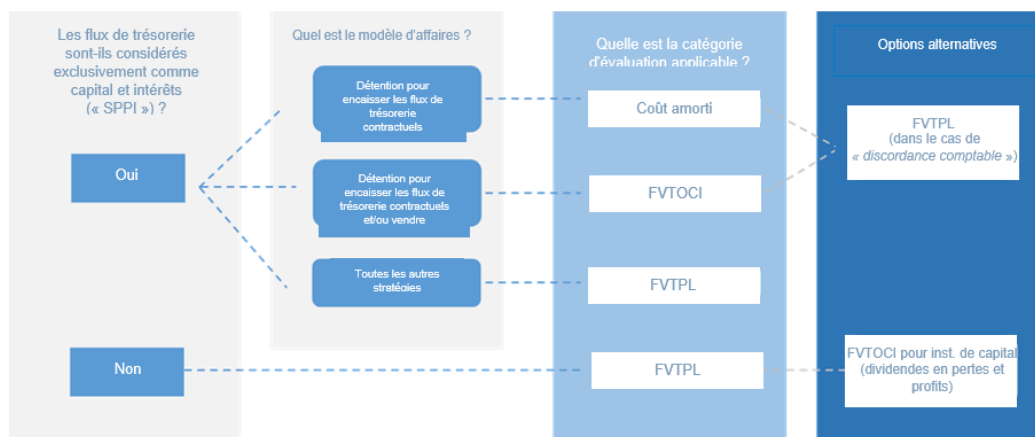 Les flux de trésorerie
sont-ils considérés
exclusivement comme
capital et intérêts
(« SPPI ») ?
Oui
Non
Quel est le modèle d'affaires ?
Détention pour
encaisser les flux de
trésorerie
contractuels
Détention pour
encaisser les flux de
trésorerie contractuels
et/ou vendre
Toutes les autres
stratégies
Quelle est la catégorie
d'évaluation applicable ?
Coût amorti
FVTOCI
FVTPL
FVTPL
Options alternatives
FVTPL
(dans le cas de
« discordance comptable »)
FVTOCI pour inst. de capital
(dividendes en pertes et
profits)